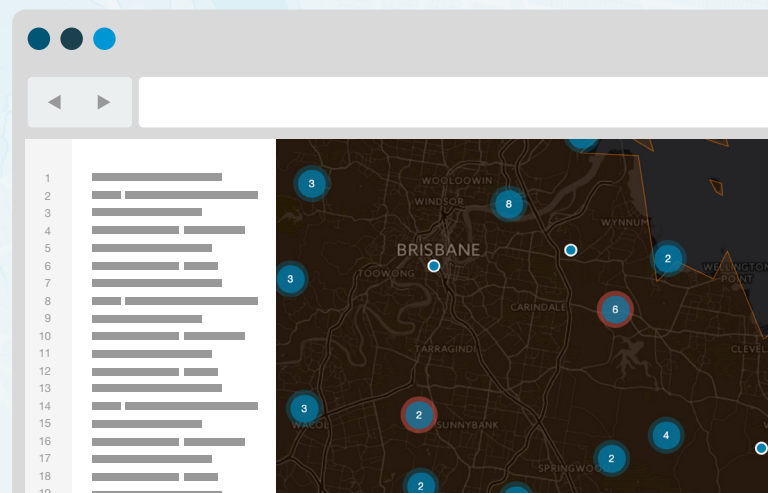 1
2
3
4
5
6
7
8
9
10
11
12
13
14
15
16
17
18
3
WOOLOOWIN
WINDSOR
8
WYNNUM
BRISBANE
2
WELLINGTON
POINT
TOOWONG
3
CARINDALE
6
TARRAGINDI
CLEVEL
3
2
WACOL
SUNNYBANK
4
2
SPRINGWOOD
2